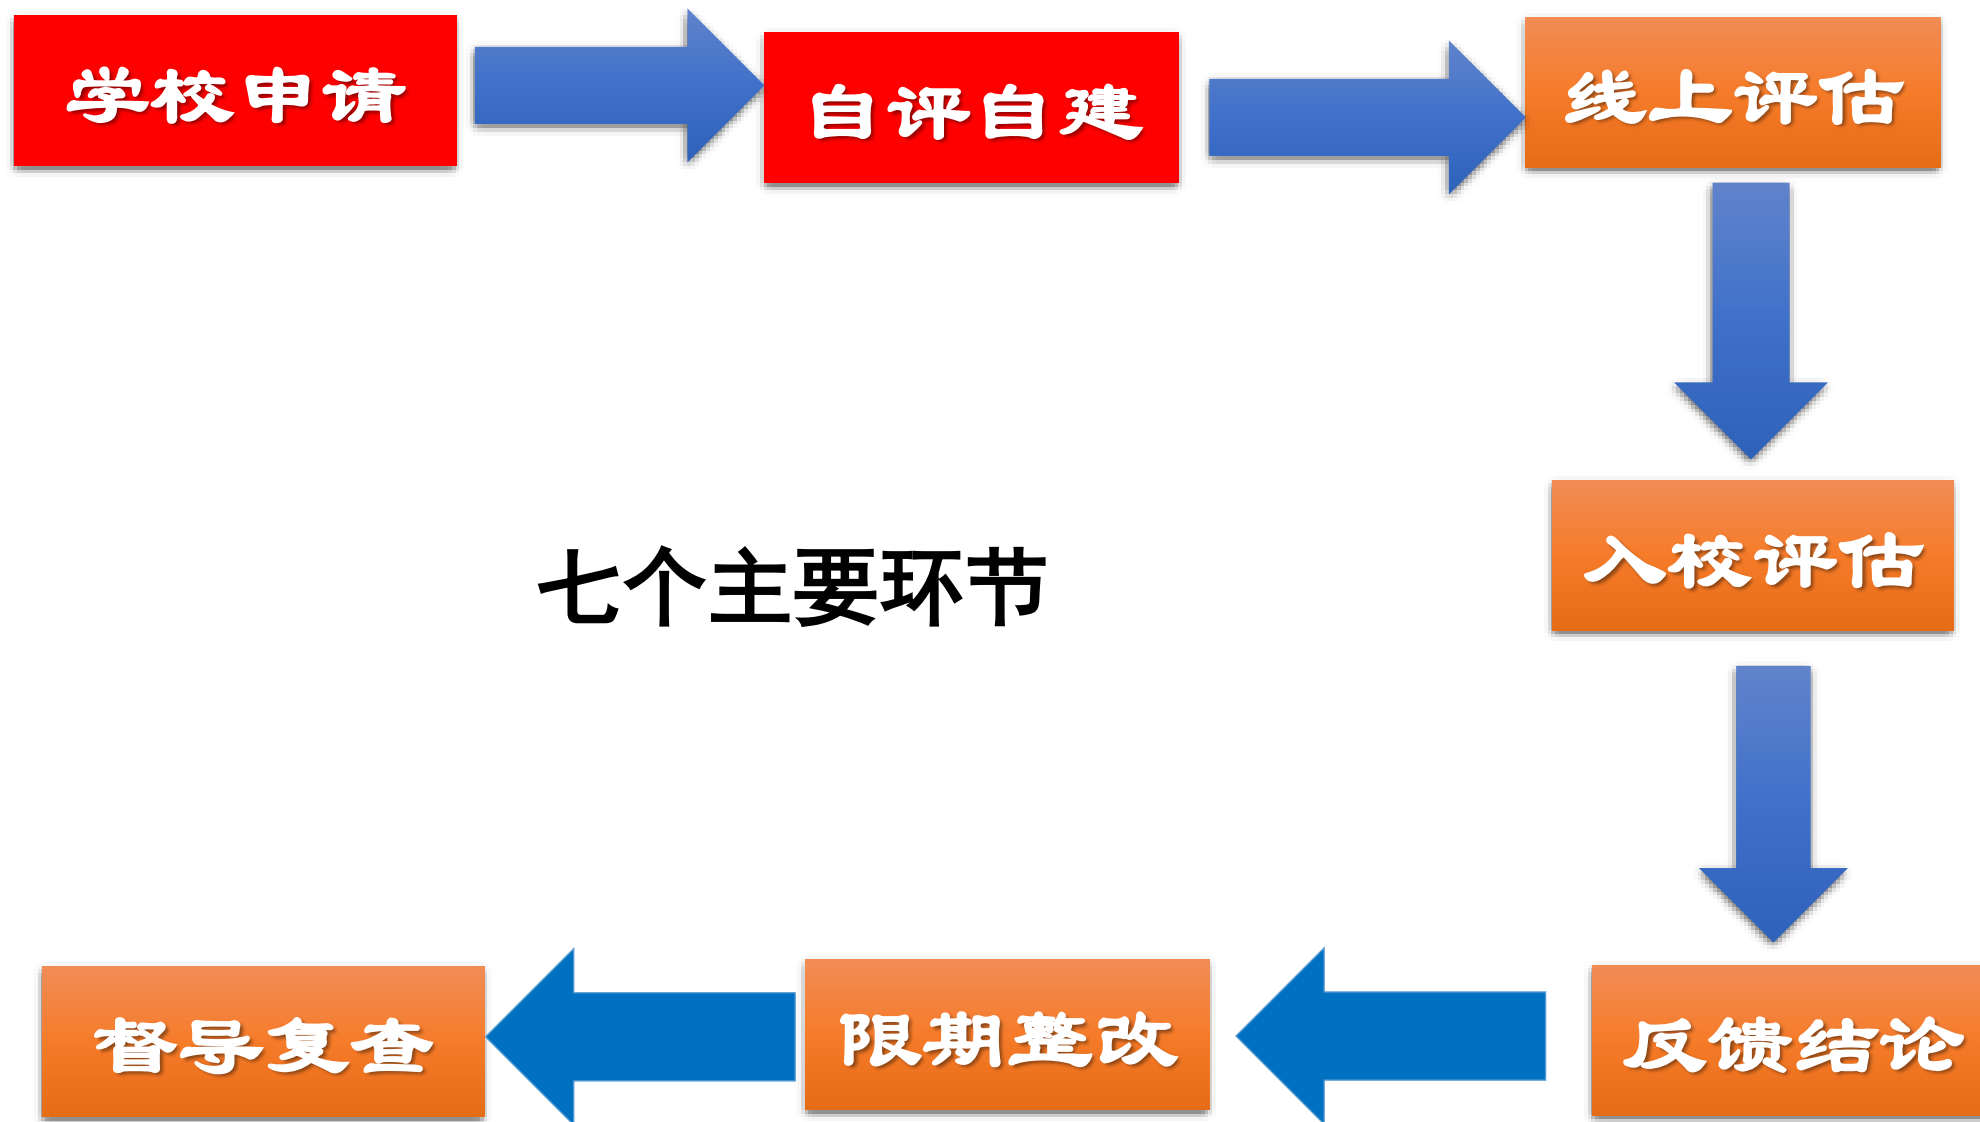 学校申请
自评自建
线上评估
入校评估
七个主要环节
反馈结论
限期整改
督导复查